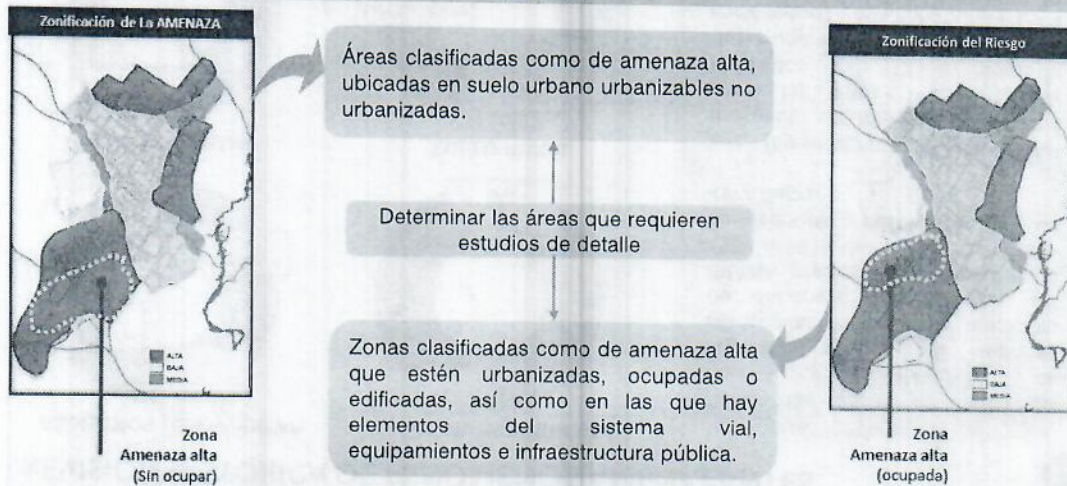 Zonificación de La AMENAZA
Áreas clasificadas como de amenaza alta,
ubicadas en suelo urbano urbanizables no
urbanizadas.
Determinar las áreas que requieren
estudios de detalle
Zonas clasificadas como de amenaza alta
que estén urbanizadas, ocupadas o
edificadas, así como en las que hay
elementos del sistema vial,
equipamientos e infraestructura pública.
ALTA
BAJA
MEDIA
Zona
Amenaza alta
(Sin ocupar)
Zonificación del Riesgo
ALTA
BAJA
MEDIA
Zona
Amenaza alta
(ocupada)